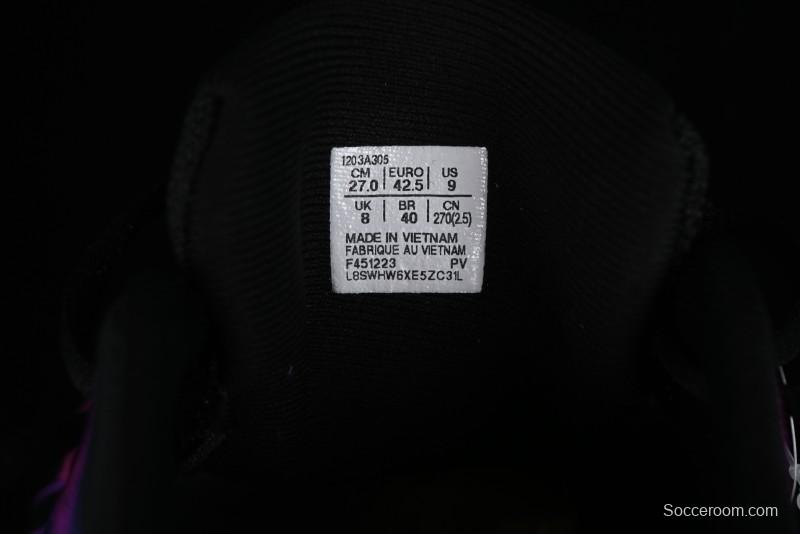 1203A305
CM EURO US
27.0 42.5 9
UK BR CN
8 40 270(2.5)
MADE IN VIETNAM
FABRIQUE AU VIETNAM
F451223 PV
L8SWHW6XE5ZC31L
Socceroom.com